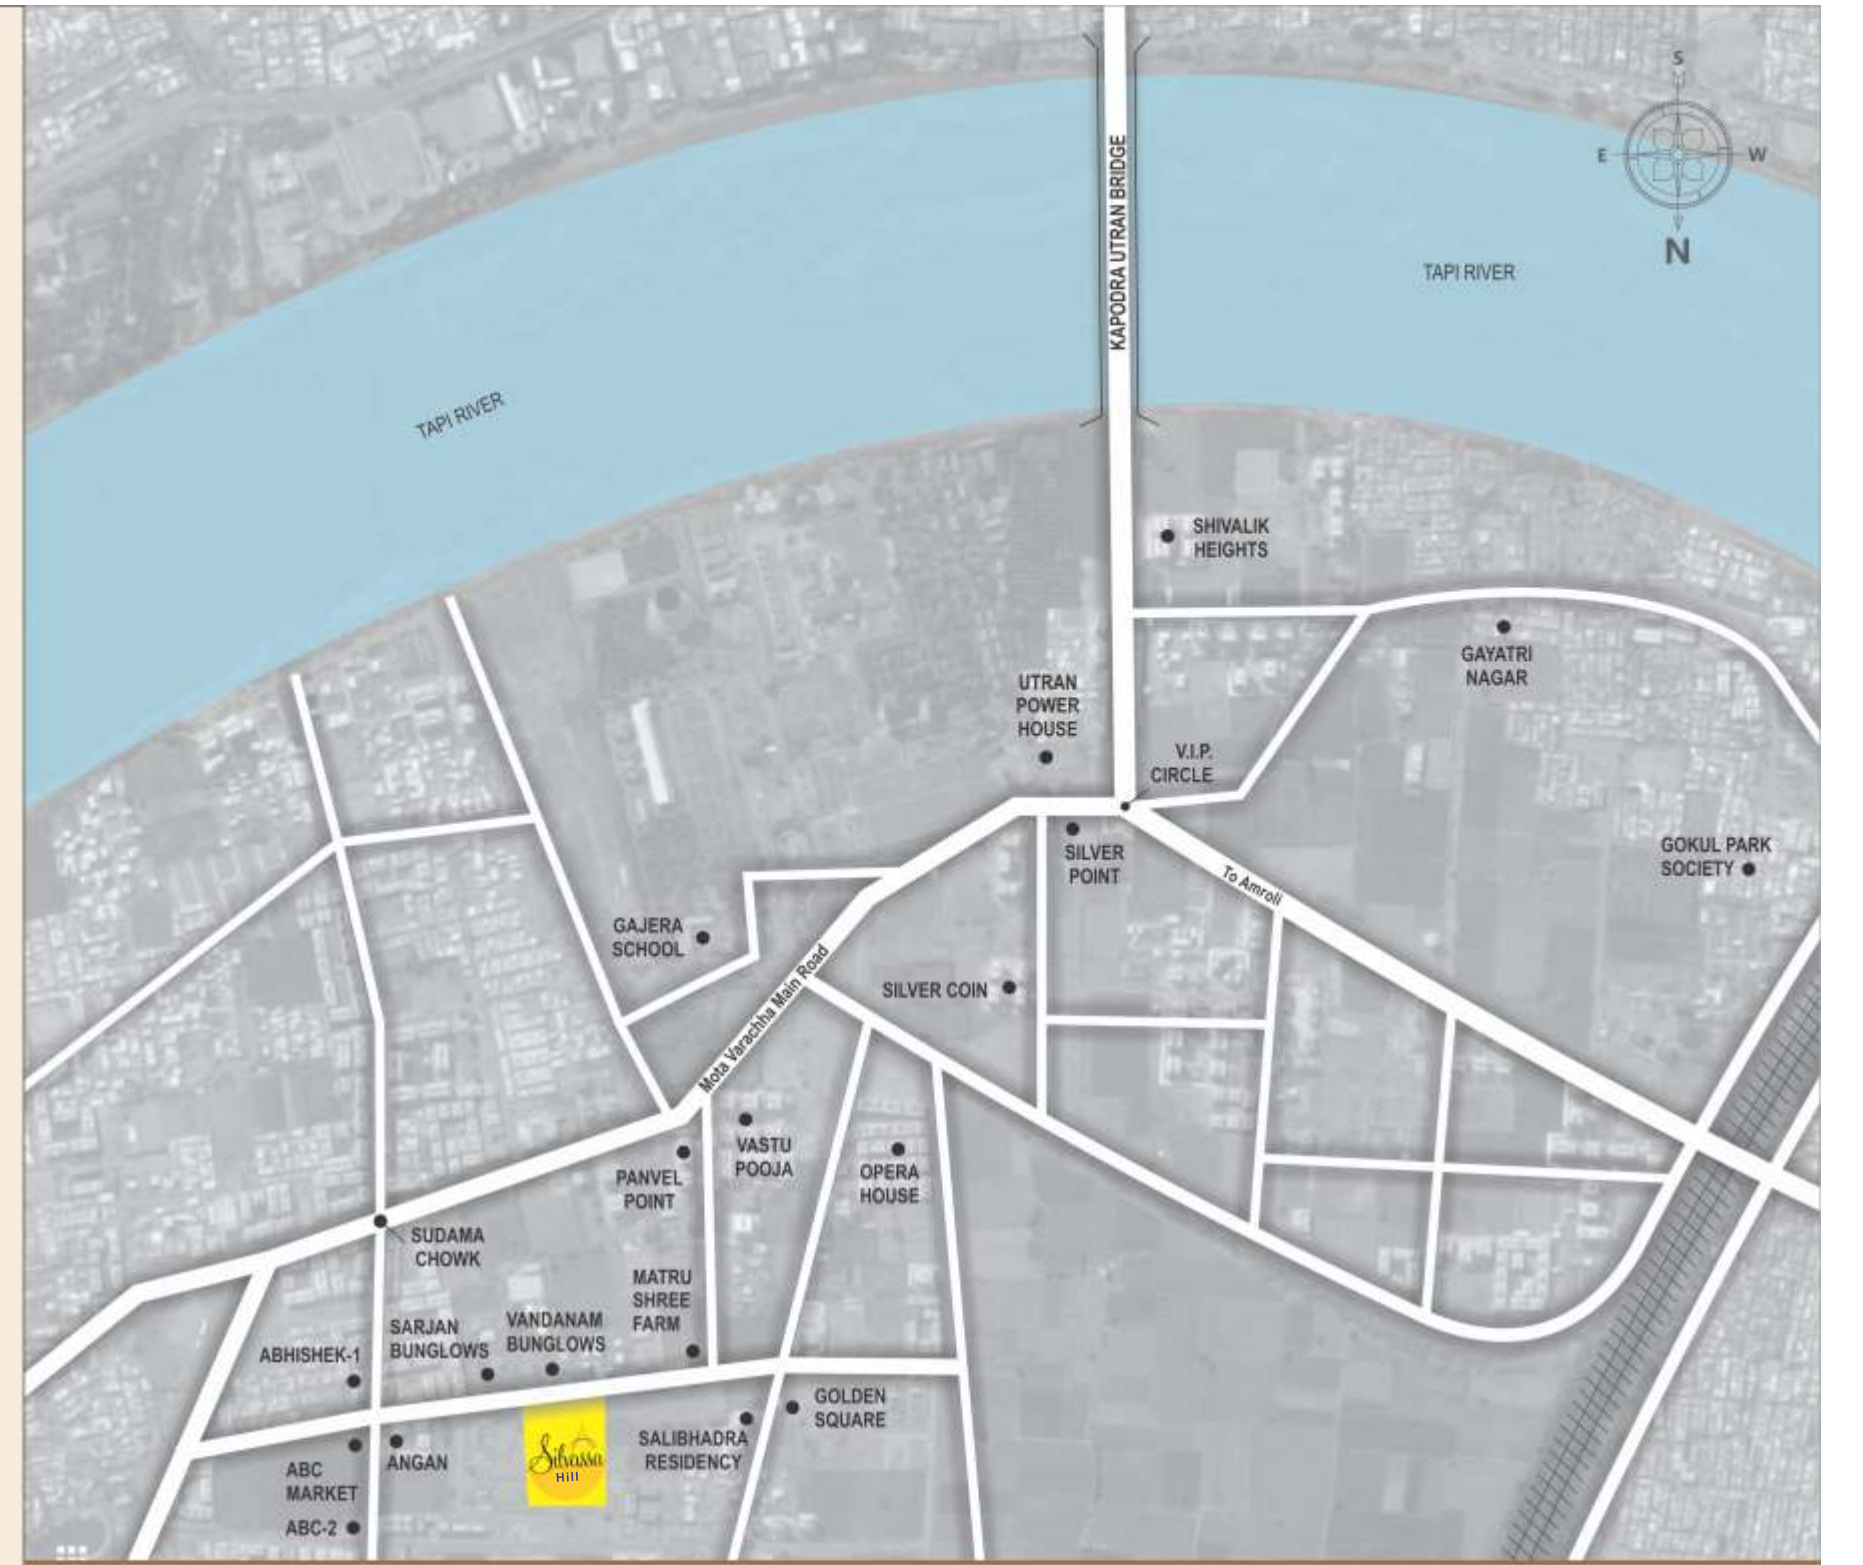 S
E
W
N
KAPODRA UTRAN BRIDGE
TAPI RIVER
TAPI RIVER
SHIVALIK
HEIGHTS
GAYATRI
NAGAR
UTRAN
POWER
HOUSE
V.I.P.
CIRCLE
SILVER
POINT
To Amroli
GOKUL PARK
SOCIETY
GAJERA
SCHOOL
Mota Varachha Main Road
SILVER COIN
VASTU
POOJA
PANVEL
POINT
OPERA
HOUSE
SUDAMA
CHOWK
MATRU
SHREE
FARM
SARJAN
BUNGLOWS
VANDANAM
BUNGLOWS
ABHISHEK-1
GOLDEN
SQUARE
SALIBHADRA
RESIDENCY
Silvassa
Hill
ANGAN
ABC
MARKET
ABC-2